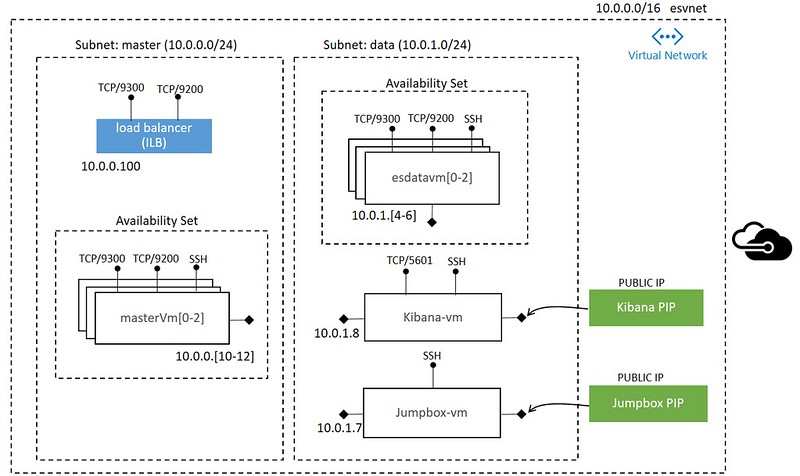 10.0.0.0/16 esvnet
Virtual Network
Subnet: master (10.0.0.0/24)
TCP/9300 TCP/9200
load balancer
(ILB)
10.0.0.100
Availability Set
TCP/9300 TCP/9200 SSH
masterVm[0-2]
10.0.0.[10-12]
Subnet: data (10.0.1.0/24)
Availability Set
TCP/9300 TCP/9200 SSH
esdatavm[0-2]
10.0.1.[4-6]
TCP/5601 SSH
Kibana-vm
10.0.1.8
PUBLIC IP
Kibana PIP
SSH
Jumpbox-vm
10.0.1.7
PUBLIC IP
Jumpbox PIP